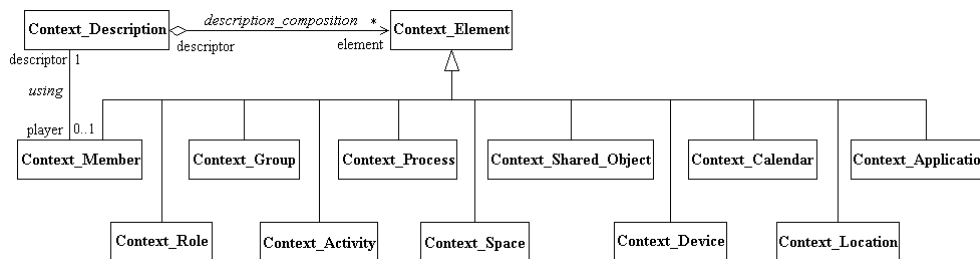 Context_Description
description_composition
*
Context_Element
descriptor
element
descriptor
1
using
player
0..1
Context_Member
Context_Group
Context_Process
Context_Shared_Object
Context_Calendar
Context_Application
Context_Role
Context_Activity
Context_Space
Context_Device
Context_Location